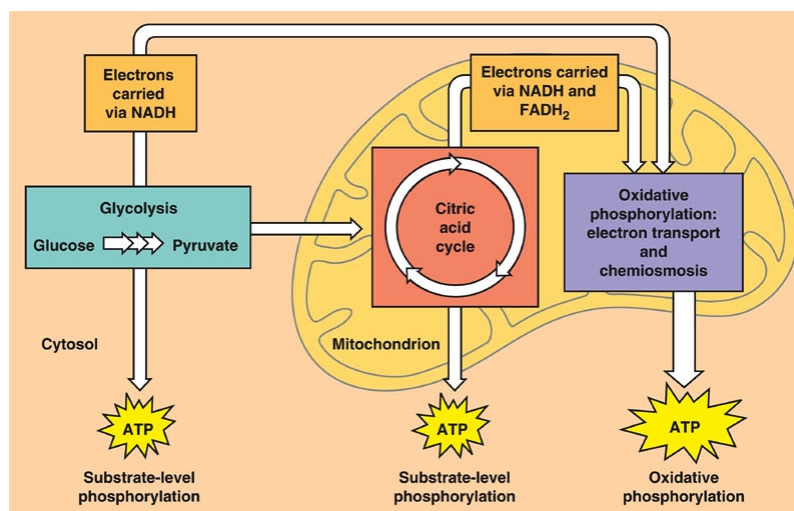 Electrons
carried
via NADH
Electrons carried
via NADH and
FADH₂
Glycolysis
Glucose Pyruvate
Citric
acid
cycle
Oxidative
phosphorylation:
electron transport
and
chemiosmosis
Cytosol
Mitochondrion
ATP
ATP
ATP
Substrate-level
phosphorylation
Substrate-level
phosphorylation
Oxidative
phosphorylation